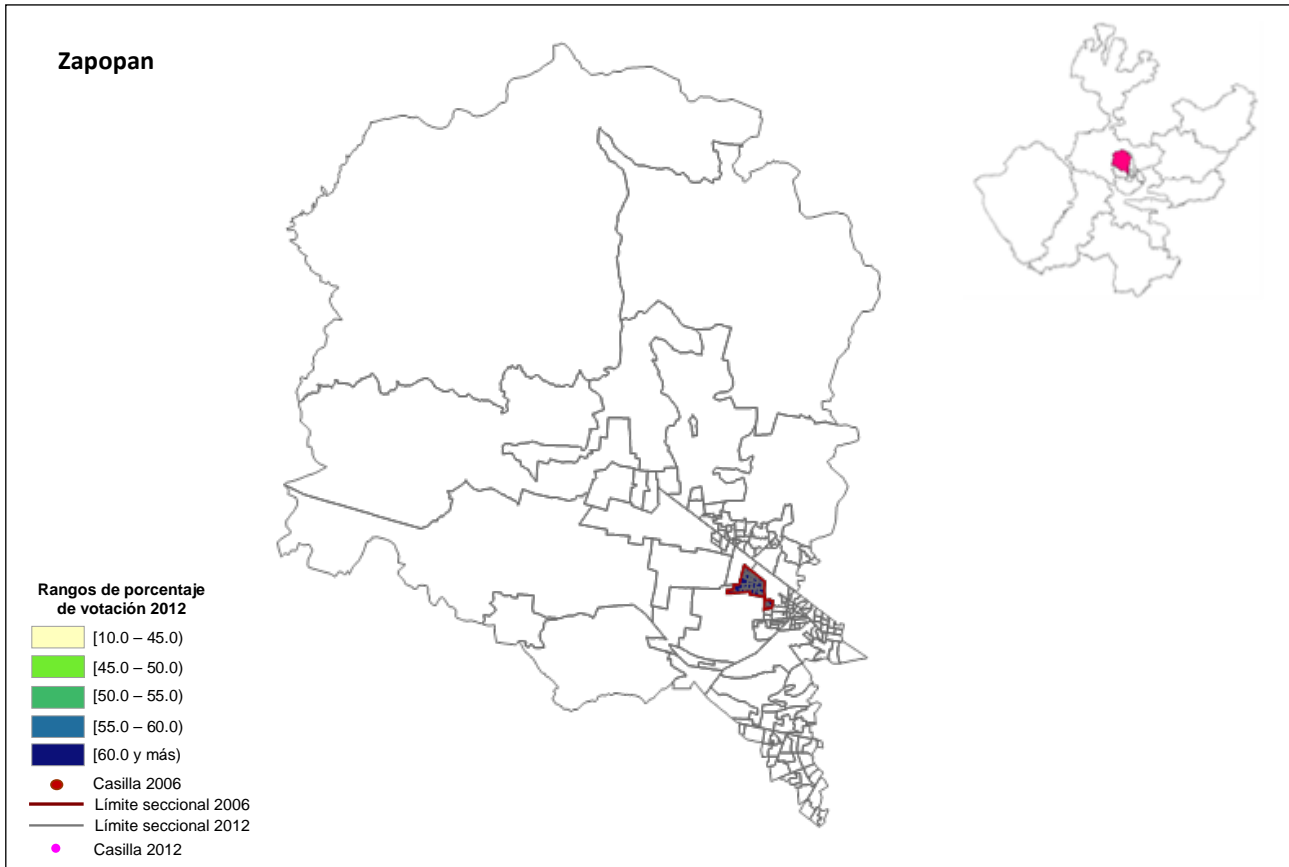 Zapopan
Rangos de porcentaje
de votación 2012
[10.0 – 45.0)
[45.0 – 50.0)
[50.0 – 55.0)
[55.0 – 60.0)
[60.0 y más)
Casilla 2006
Límite seccional 2006
Límite seccional 2012
Casilla 2012